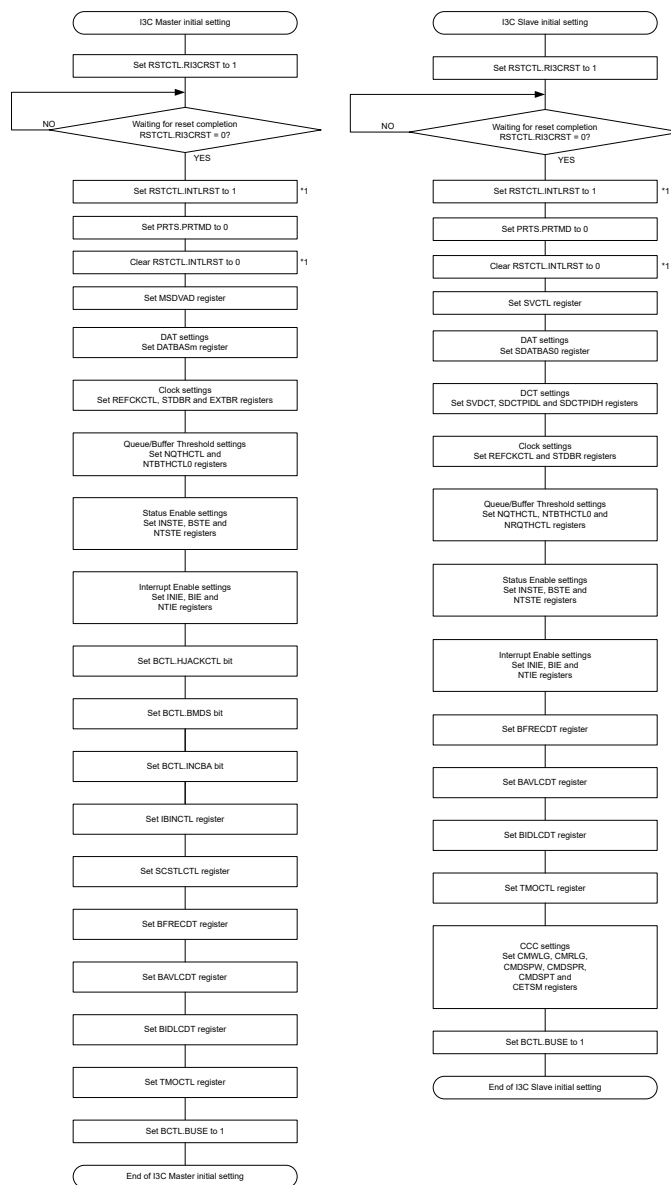 I3C Master initial setting
Set RSTCTL.RI3CRST to 1
NO
Waiting for reset completion
RSTCTL.RI3CRST = 0?
YES
Set RSTCTL.INTLRST to 1
*1
Set PRTS.PRTMD to 0
Clear RSTCTL.INTLRST to 0
*1
Set MSDVAD register
DAT settings
Set DATBASm register
Clock settings
Set REFCKCTL, STDBR and EXTBR registers
Queue/Buffer Threshold settings
Set NQTHCTL and
NTBTHCTL0 registers
Status Enable settings
Set INSTE, BSTE and
NTSTE registers
Interrupt Enable settings
Set INIE, BIE and
NTIE registers
Set BCTL.HJACKCTL bit
Set BCTL.BMDS bit
Set BCTL.INCBA bit
Set IBINCTL register
Set SCSTLCTL register
Set BFRECDT register
Set BAVLCDT register
Set BIDLCDT register
Set TMOCTL register
Set BCTL.BUSE to 1
End of I3C Master initial setting
I3C Slave initial setting
Set RSTCTL.RI3CRST to 1
NO
Waiting for reset completion
RSTCTL.RI3CRST = 0?
YES
Set RSTCTL.INTLRST to 1
*1
Set PRTS.PRTMD to 0
Clear RSTCTL.INTLRST to 0
*1
Set SVCTL register
DAT settings
Set SDATBAS0 register
DCT settings
Set SVDCT, SDCTPIDL and SDCTPIDH registers
Clock settings
Set REFCKCTL and STDBR registers
Queue/Buffer Threshold settings
Set NQTHCTL, NTBTHCTL0 and
NRQTHCTL registers
Status Enable settings
Set INSTE, BSTE and
NTSTE registers
Interrupt Enable settings
Set INIE, BIE and
NTIE registers
Set BFRECDT register
Set BAVLCDT register
Set BIDLCDT register
Set TMOCTL register
CCC settings
Set CMWLG, CMRLG,
CMDSPW, CMDSPR,
CMDSPT and
CETSM registers
Set BCTL.BUSE to 1
End of I3C Slave initial setting